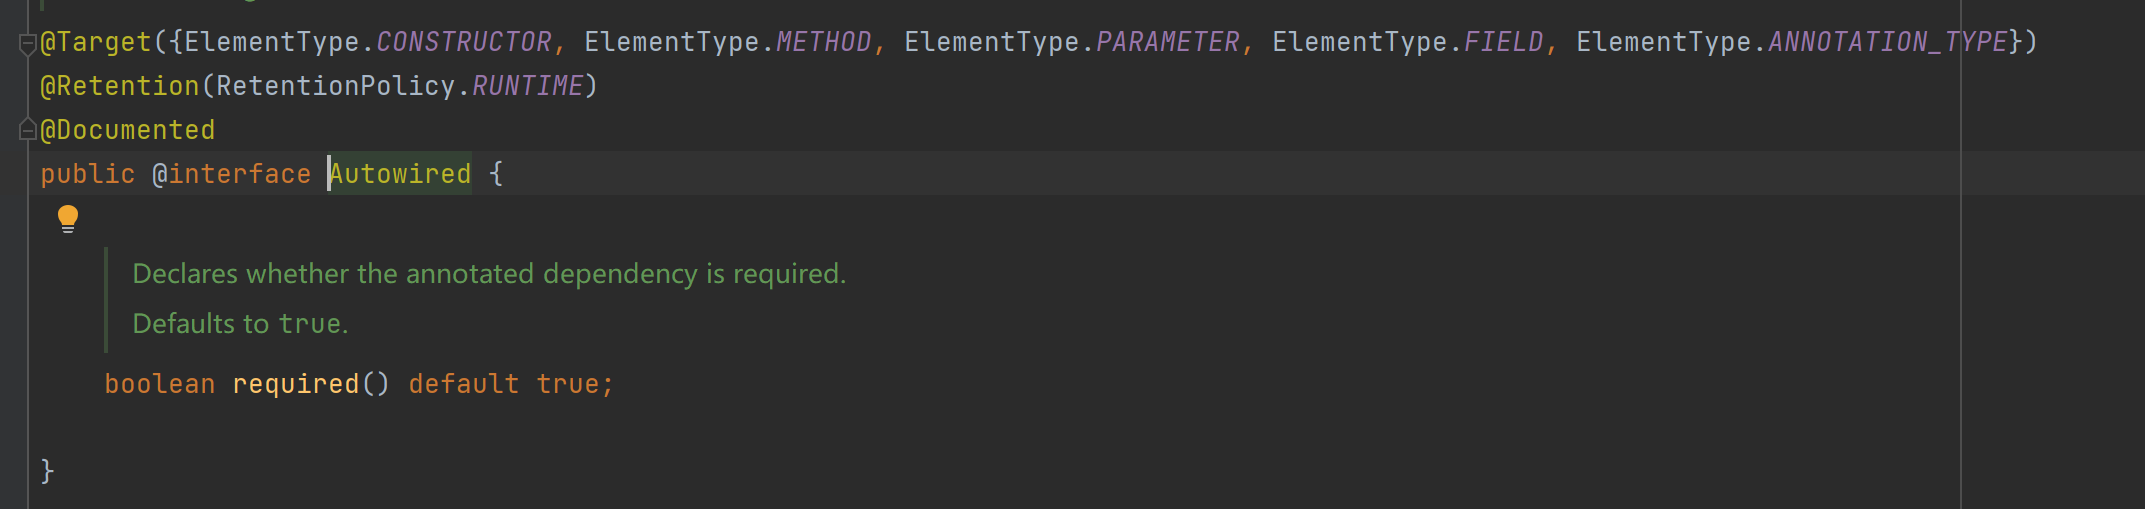 @Target({ElementType.CONSTRUCTOR, ElementType.METHOD, ElementType.PARAMETER, ElementType.FIELD, ElementType.ANNOTATION_TYPE})
@Retention(RetentionPolicy.RUNTIME)
@Documented
public @interface Autowired {
Declares whether the annotated dependency is required.
Defaults to true.
boolean required() default true;
}